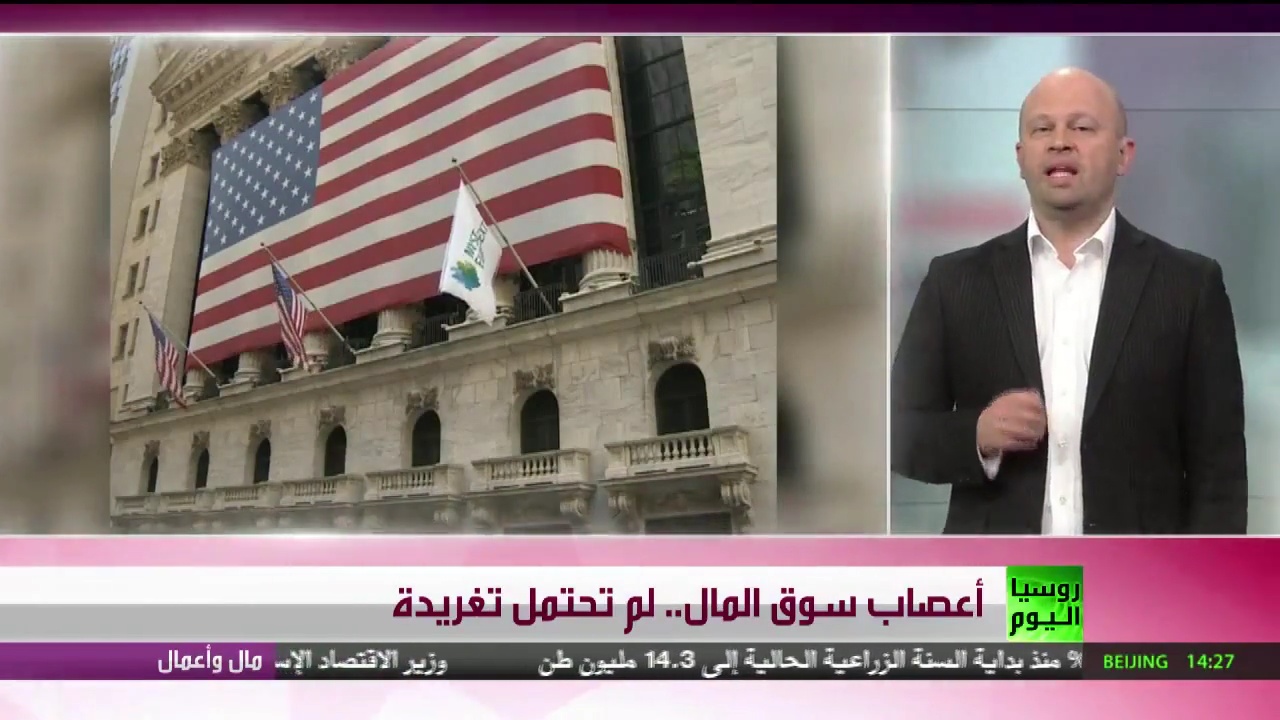 NYSE
روسيا
اليوم
أعصاب سوق المال.. لم تحتمل تغريدة
% منذ بداية السنة الزراعية الحالية إلى 14.3 مليون طن
وزير الاقتصاد
مال وأعمال
BEIJING 14:27